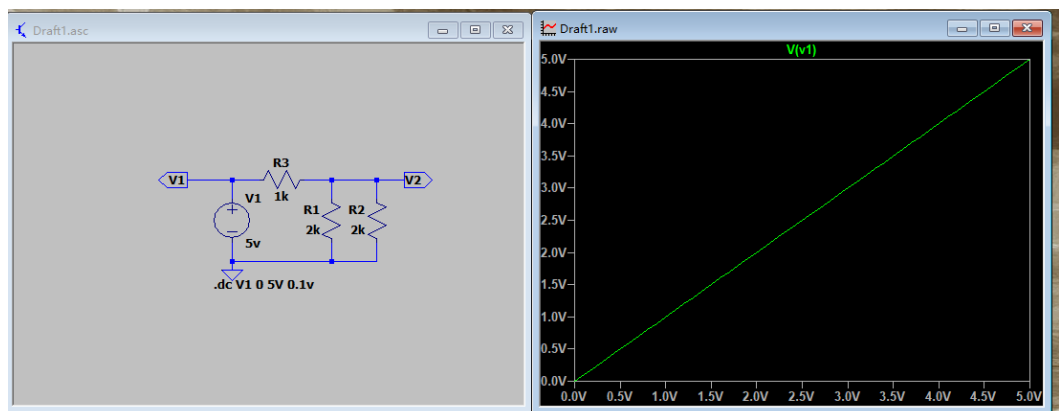 Draft1.asc
V1
R3
1k
V2
V1
5v
R1
2k
R2
2k
.dc V1 0 5V 0.1v
Draft1.raw
V(v1)
5.0V
4.5V
4.0V
3.5V
3.0V
2.5V
2.0V
1.5V
1.0V
0.5V
0.0V
0.0V 0.5V 1.0V 1.5V 2.0V 2.5V 3.0V 3.5V 4.0V 4.5V 5.0V